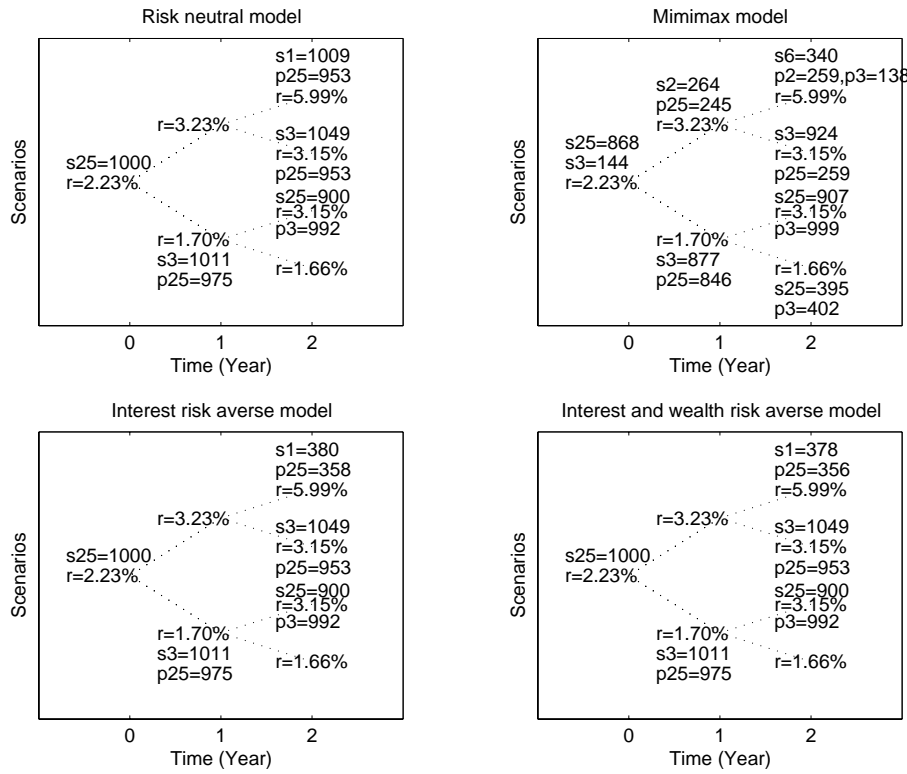 Risk neutral model
s1=1009
p25=953
r=5.99%
r=3.23%
s3=1049
r=3.15%
p25=953
s25=1000
r=2.23%
s25=900
r=3.15%
p3=992
r=1.70%
s3=1011
p25=975
r=1.66%
Scenarios
0 1 2
Time (Year)
Mimimax model
s6=340
p2=259,p3=138
r=5.99%
s2=264
p25=245
r=3.23%
s3=924
r=3.15%
p25=259
s25=868
s3=144
r=2.23%
s25=907
r=3.15%
p3=999
r=1.70%
s3=877
p25=846
r=1.66%
s25=395
p3=402
Scenarios
0 1 2
Time (Year)
Interest risk averse model
s1=380
p25=358
r=5.99%
r=3.23%
s3=1049
r=3.15%
p25=953
s25=1000
r=2.23%
s25=900
r=3.15%
p3=992
r=1.70%
s3=1011
p25=975
r=1.66%
Scenarios
0 1 2
Time (Year)
Interest and wealth risk averse model
s1=378
p25=356
r=5.99%
r=3.23%
s3=1049
r=3.15%
p25=953
s25=1000
r=2.23%
s25=900
r=3.15%
p3=992
r=1.70%
s3=1011
p25=975
r=1.66%
Scenarios
0 1 2
Time (Year)